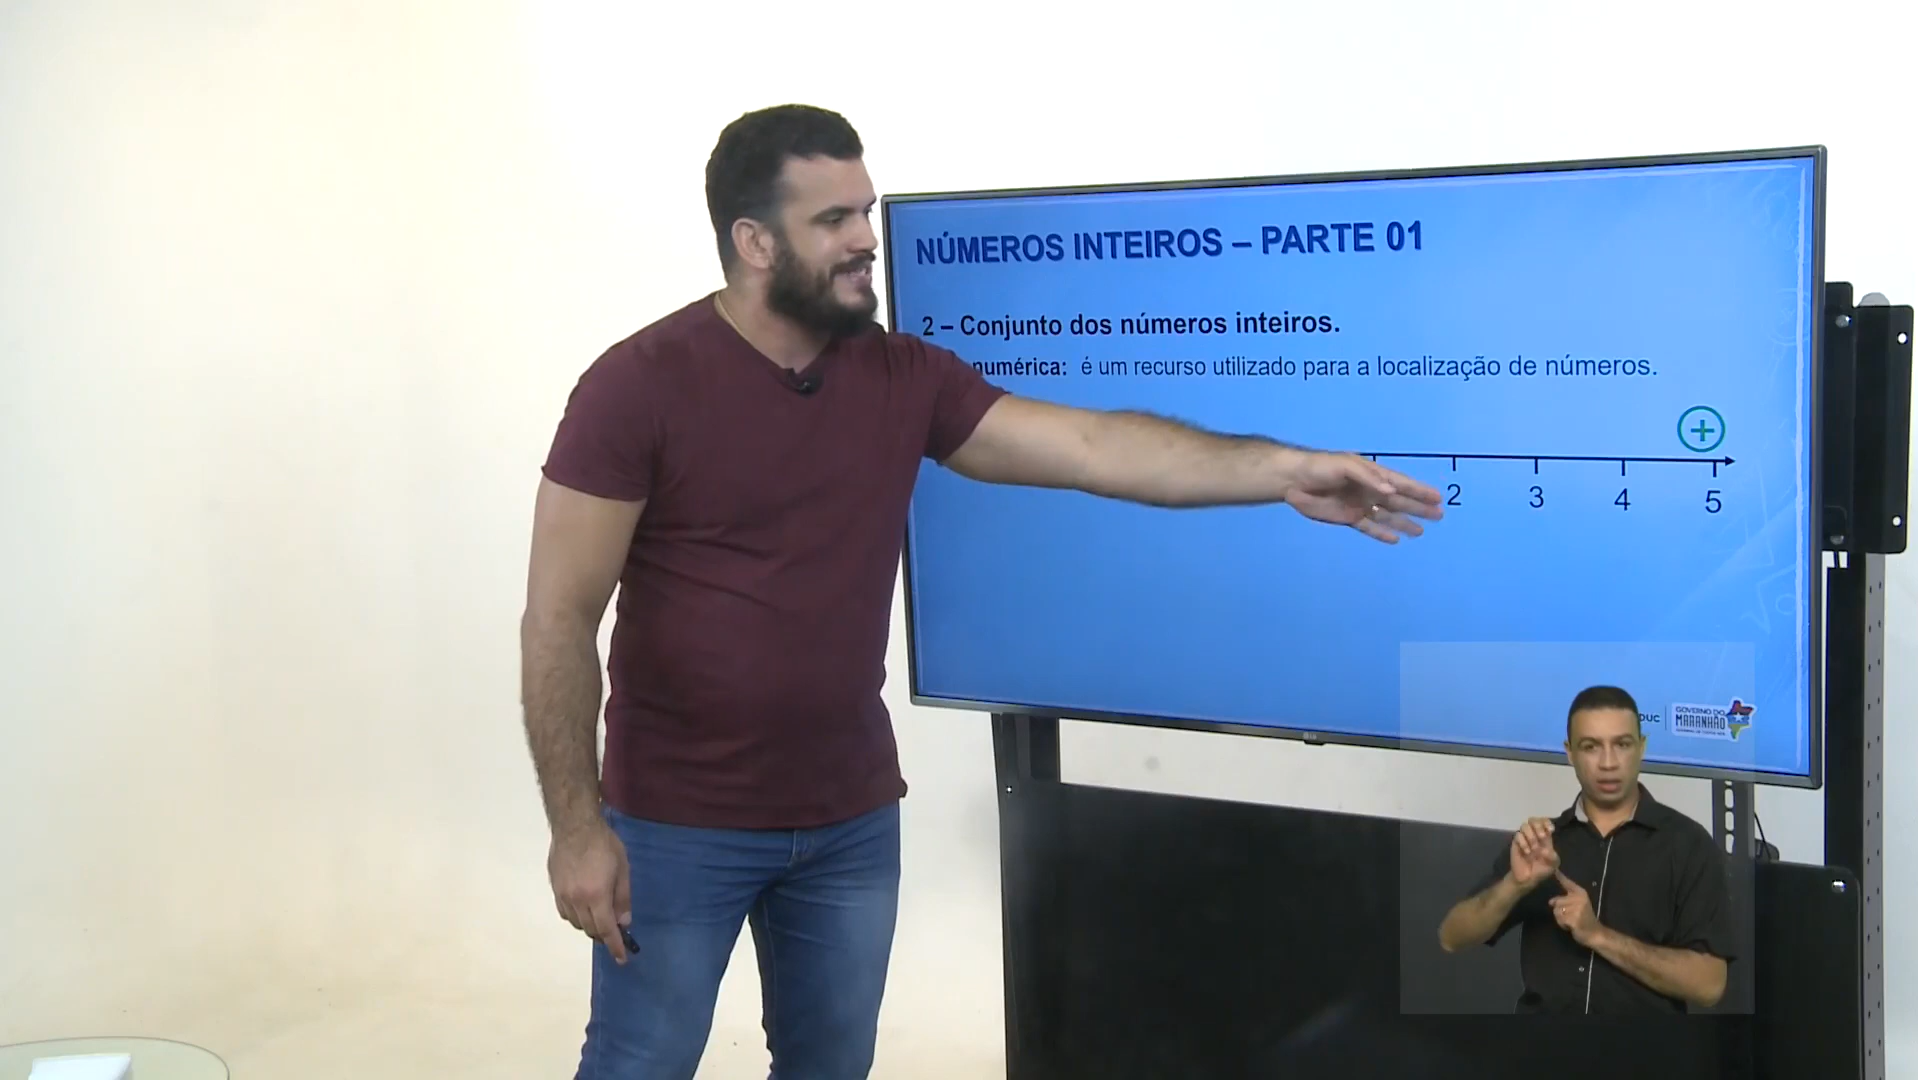 NÚMEROS INTEIROS – PARTE 01
2 – Conjunto dos números inteiros.
numérica: é um recurso utilizado para a localização de números.
+
2 3 4 5
GOVERNO DO
MARANHÃO
LG